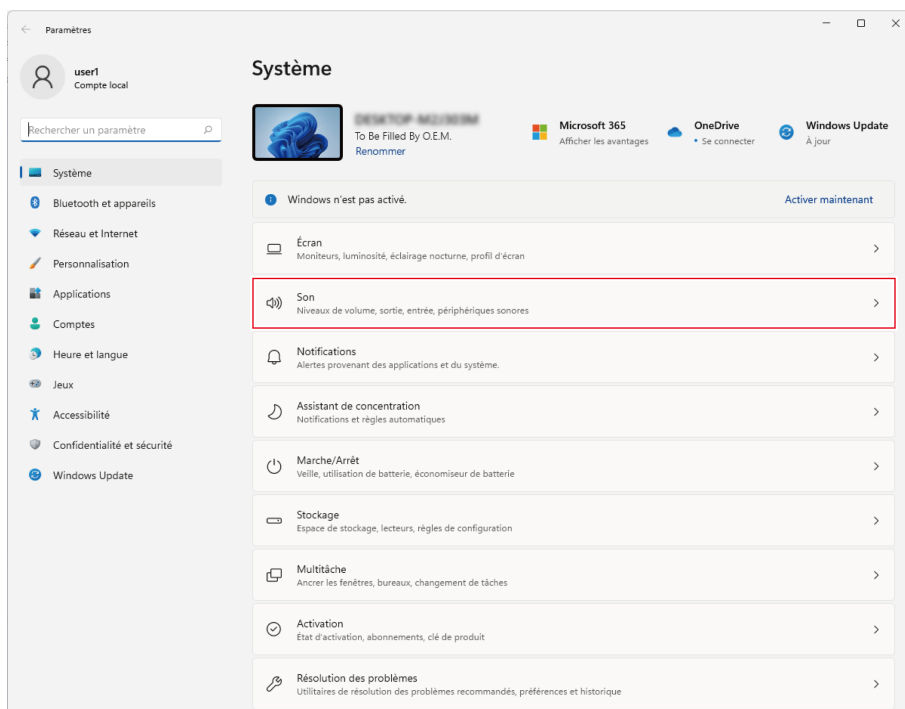 Paramètres
user1
Compte local
Rechercher un paramètre
Système
Bluetooth et appareils
Réseau et Internet
Personnalisation
Applications
Comptes
Heure et langue
Jeux
Accessibilité
Confidentialité et sécurité
Windows Update
Système
To Be Filled By O.E.M.
Renommer
Microsoft 365
Afficher les avantages
OneDrive
• Se connecter
Windows Update
À jour
Windows n'est pas activé.
Activer maintenant
Écran
Moniteurs, luminosité, éclairage nocturne, profil d'écran
Son
Niveaux de volume, sortie, entrée, périphériques sonores
Notifications
Alertes provenant des applications et du système.
Assistant de concentration
Notifications et règles automatiques
Marche/Arrêt
Veille, utilisation de batterie, économiseur de batterie
Stockage
Espace de stockage, lecteurs, règles de configuration
Multitâche
Ancrer les fenêtres, bureaux, changement de tâches
Activation
État d'activation, abonnements, clé de produit
Résolution des problèmes
Utilitaires de résolution des problèmes recommandés, préférences et historique